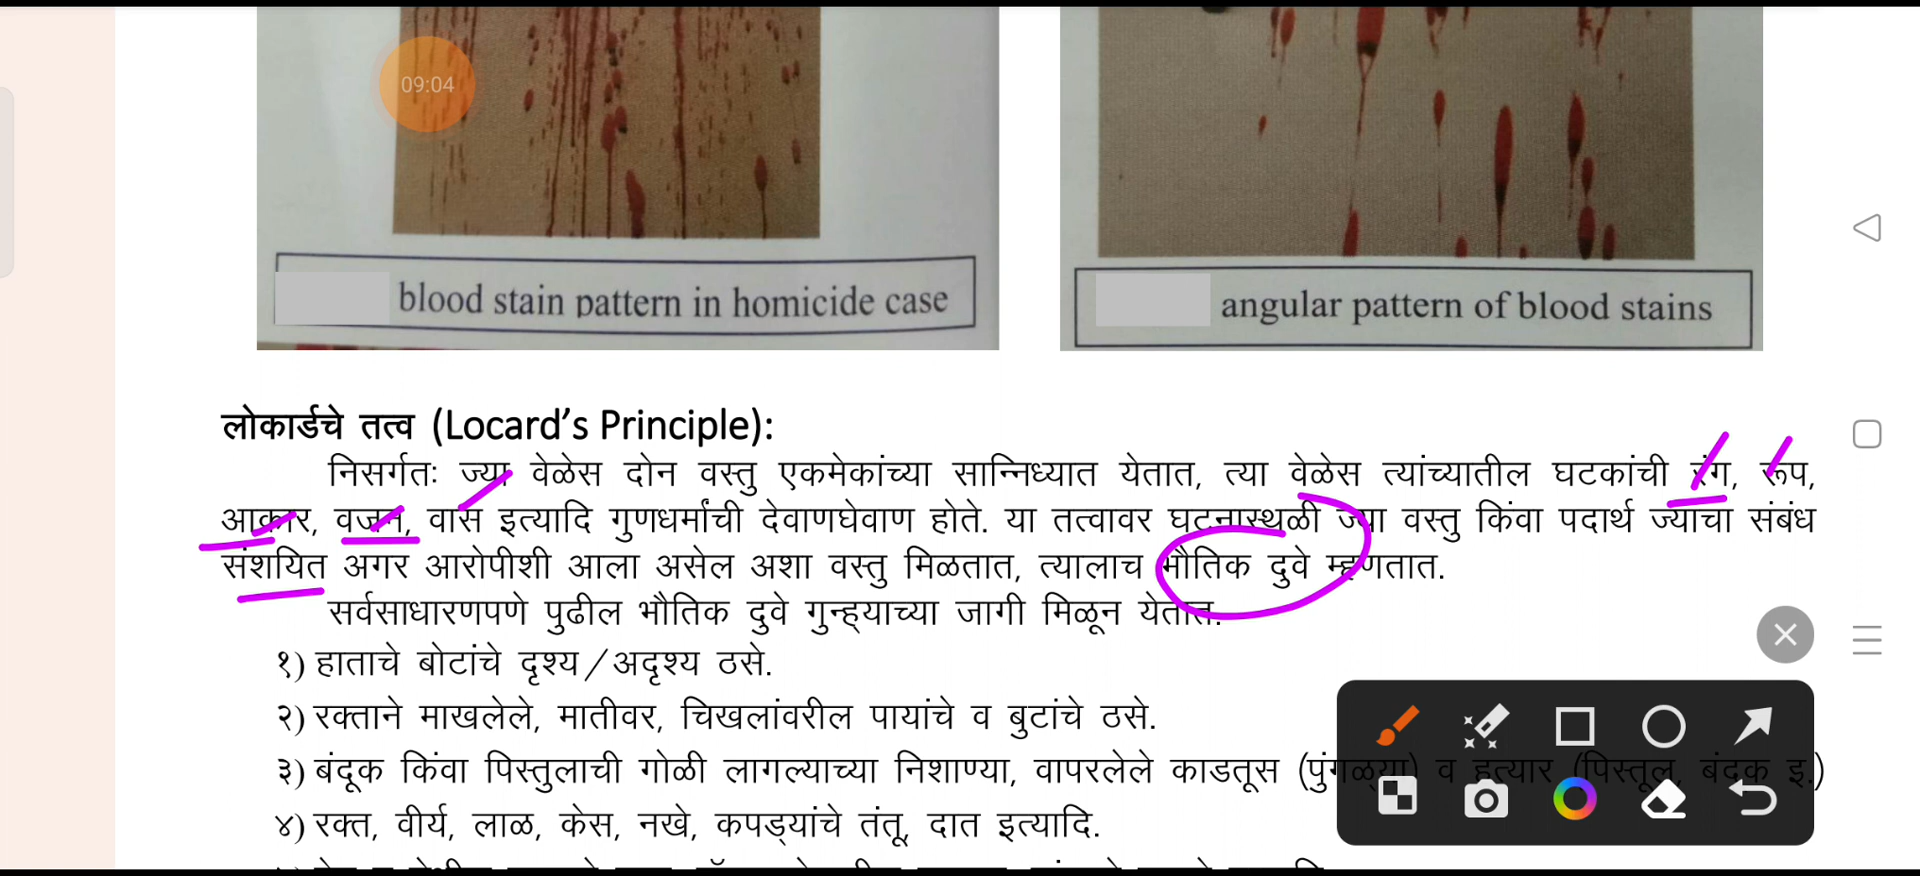 09:04
blood stain pattern in homicide case
angular pattern of blood stains
लोकार्डचे तत्व (Locard’s Principle):
निसर्गतः ज्या वेळेस दोन वस्तु एकमेकांच्या सान्निध्यात येतात, त्या वेळेस त्यांच्यातील घटकांची रंग, रूप,
आकार, वजन, वास इत्यादि गुणधर्मांची देवाणघेवाण होते. या तत्वावर घटनास्थळी ज्या वस्तु किंवा पदार्थ ज्यांचा संबंध
संशयित अगर आरोपीशी आला असेल अशा वस्तु मिळतात, त्यालाच भौतिक दुवे म्हणतात.
सर्वसाधारणपणे पुढील भौतिक दुवे गुन्ह्याच्या जागी मिळून येतात.
१) हाताचे बोटांचे दृश्य/अदृश्य ठसे.
२) रक्ताने माखलेले, मातीवर, चिखलांवरील पायांचे व बुटांचे ठसे.
३) बंदूक किंवा पिस्तुलाची गोळी लागल्याच्या निशाण्या, वापरलेले काडतूस (पुंगळ्या) व हत्यार (पिस्तूल, बंदूक इ.)
४) रक्त, वीर्य, लाळ, केस, नखे, कपड्यांचे तंतू, दात इत्यादि.